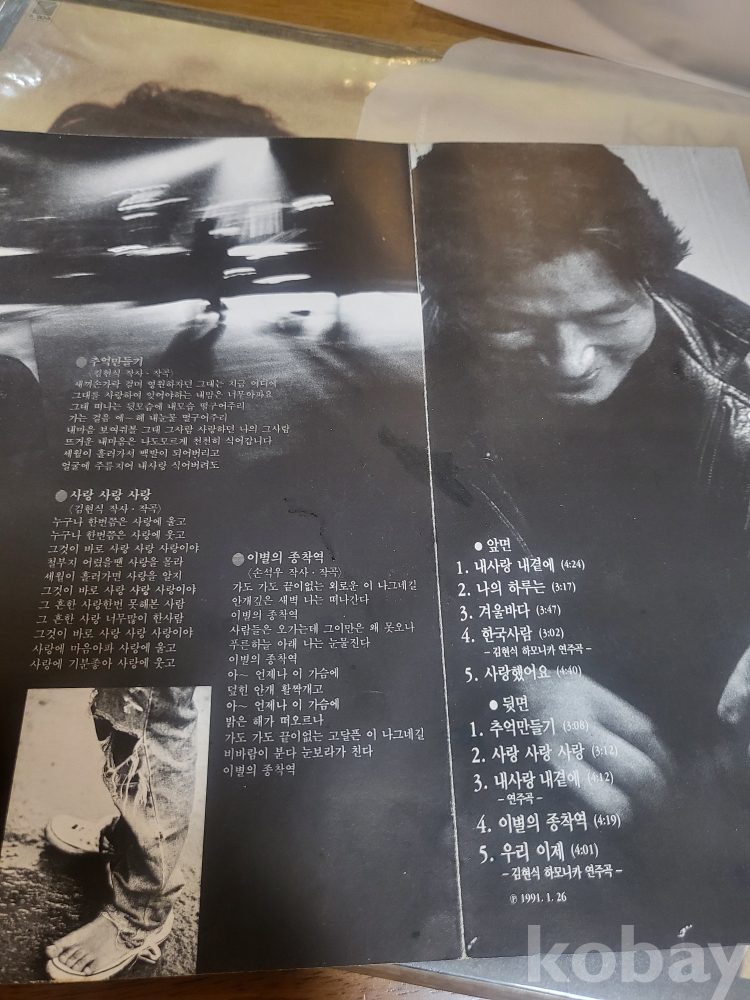 추억만들기
(김현식 작사·작곡)
새끼손가락 걸며 영원하자던 그대는 지금 어디에
그대를 사랑하며 잊어야하는 내맘은 너무아파요
그대 떠나는 뒷모습에 내모습 떨구어주리
가는 걸음 에~해 내눈물 떨구어주리
내마음 보여줘볼 그대 그사람 사랑하던 나의 그사람
뜨거운 내마음은 나도모르게 천천히 식어갑니다
세월이 흘러가서 백발이 되어버리고
얼굴에 주름지어 내사랑 식어버려도
사랑 사랑 사랑
(김현식 작사·작곡)
누구나 한번쯤은 사랑에 울고
누구나 한번쯤은 사랑에 웃고
그것이 바로 사랑 사랑 사랑이야
철부지 어렸을땐 사랑을 몰라
세월이 흘러가면 사랑을 알지
그것이 바로 사랑 사랑 사랑이야
그 흔한 사랑한번 못해본 사람
그 흔한 사랑 너무많이 한사람
그것이 바로 사랑 사랑 사랑이야
사랑에 마음아파 사랑에 울고
사랑에 기분좋아 사랑에 웃고
이별의 종착역
(손석우 작사·작곡)
가도 가도 끝이없는 외로운 이 나그네길
안개깊은 새벽 나는 떠나간다
이별의 종착역
사람들은 오가는데 그이만은 왜 못오나
푸른하늘 아래 나는 눈물진다
이별의 종착역
아~ 언제나 이 가슴에
덮힌 안개 활짝개고
아~ 언제나 이 가슴에
밝은 해가 떠오르나
가도 가도 끝이없는 고달픈 이 나그네길
비바람이 분다 눈보라가 친다
이별의 종착역
● 앞면
1. 내사랑 내곁에 (4:24)
2. 나의 하루는 (3:17)
3. 겨울바다 (3:47)
4. 한국사람 (3:02)
- 김현식 하모니카 연주곡 -
5. 사랑했어요 (4:40)
● 뒷면
1. 추억만들기 (3:08)
2. 사랑 사랑 사랑 (3:12)
3. 내사랑 내곁에 (4:12)
- 연주곡 -
4. 이별의 종착역 (4:19)
5. 우리 이제 (4:01)
- 김현식 하모니카 연주곡 -
℗ 1991. 1. 26
kobay